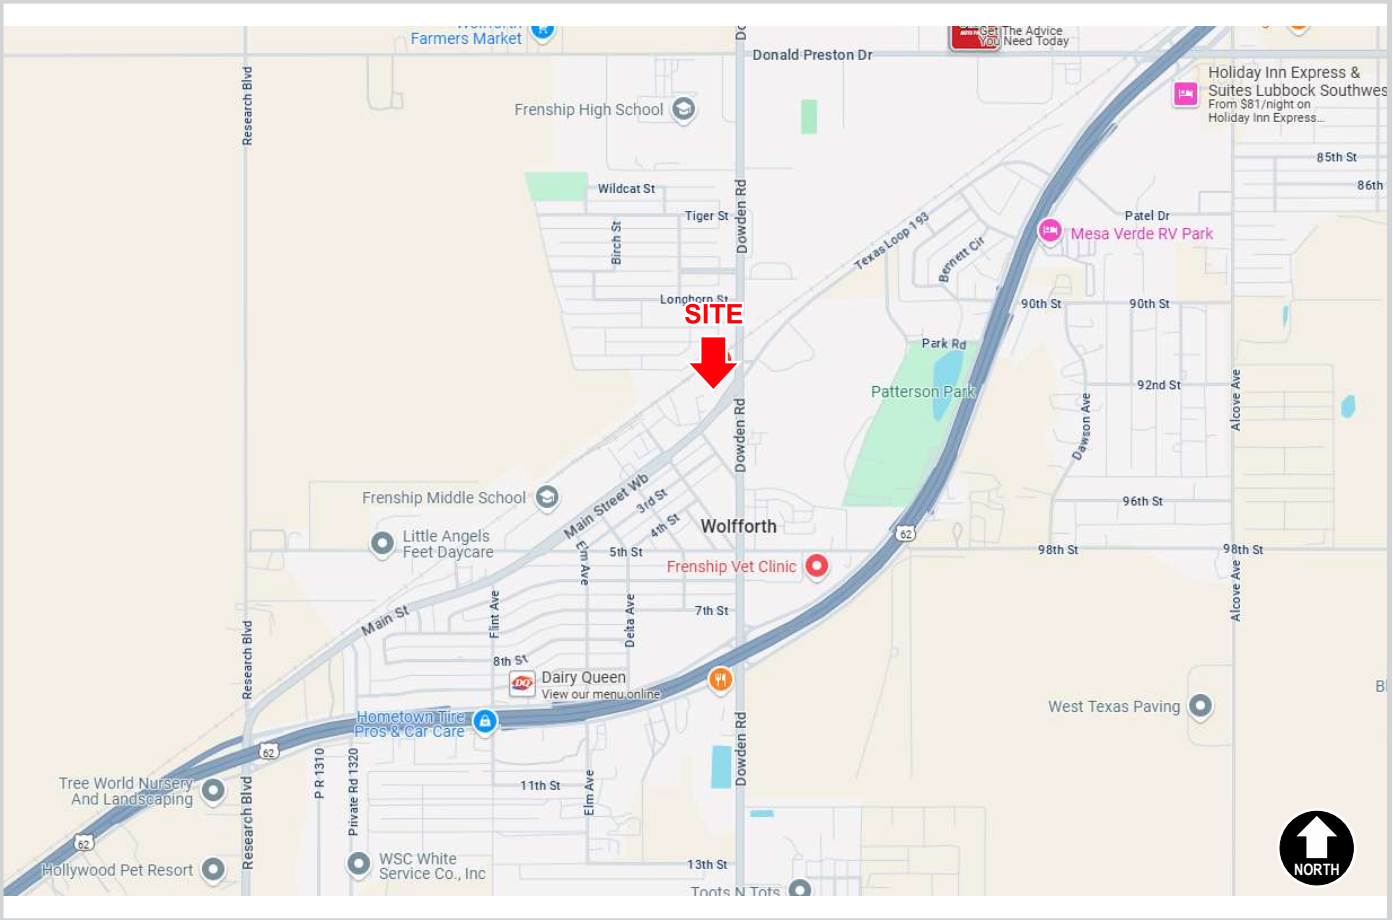 Farmers Market
Get The Advice
You Need Today
Donald Preston Dr
Holiday Inn Express &
Suites Lubbock Southwes
From $81/night on
Holiday Inn Express...
Research Blvd
Frenship High School
85th St
86th
Wildcat St
Tiger St
Dowden Rd
Birch St
Texas Loop 193
Bennett Cir
Patel Dr
Mesa Verde RV Park
Longhorn St
90th St
90th St
SITE
Park Rd
Patterson Park
92nd St
Alcove Ave
Dowden Rd
Dawson Ave
Frenship Middle School
Main Street Wb
3rd St
4th St
96th St
Wolfforth
Little Angels
Feet Daycare
62
Elm Ave
5th St
98th St
98th St
Frenship Vet Clinic
Alcove Ave
Flint Ave
Delta Ave
7th St
Main St
Research Blvd
8th St
DQ
Dairy Queen
View our menu online
West Texas Paving
Hometown Tire
Pros & Car Care
62
Dowden Rd
P R 1310
Private Rd 1320
Tree World Nursery
And Landscaping
11th St
Elm Ave
Research Blvd
62
WSC White
Service Co., Inc
Hollywood Pet Resort
13th St
Toots N Tots
NORTH